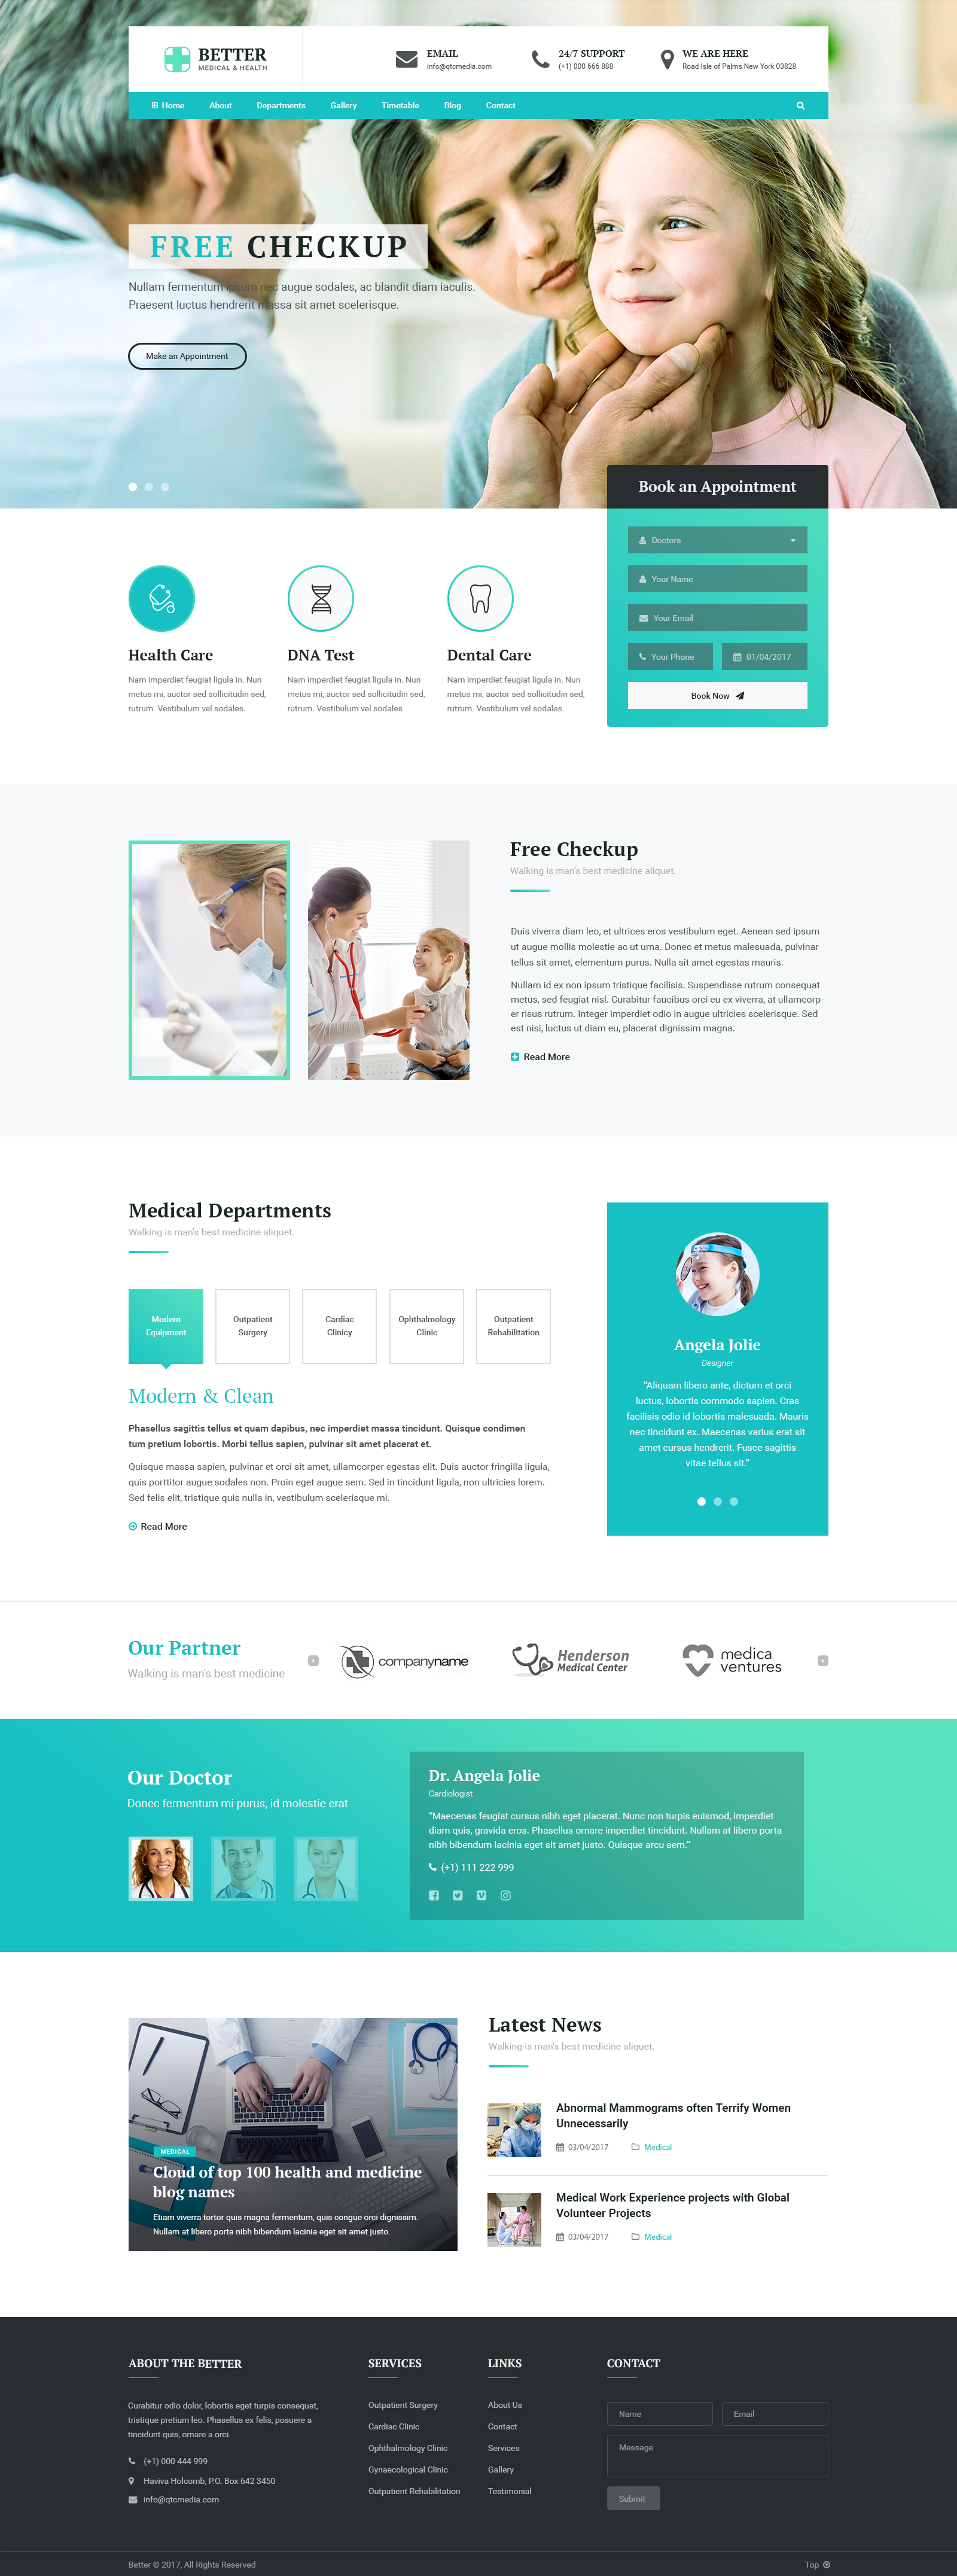 BETTER
MEDICAL & HEALTH
EMAIL
info@qtcmedia.com
24/7 SUPPORT
(+1) 000 666 888
WE ARE HERE
Road Isle of Palms New York 03828
Home About Departments Gallery Timetable Blog Contact
FREE CHECKUP
Nullam fermentum ipsum nec augue sodales, ac blandit diam iaculis.
Praesent luctus hendrerit massa sit amet scelerisque.
Make an Appointment
Book an Appointment
Doctors
Your Name
Your Email
Your Phone
01/04/2017
Book Now
Health Care
Nam imperdiet feugiat ligula in. Nun
metus mi, auctor sed sollicitudin sed,
rutrum. Vestibulum vel sodales.
DNA Test
Nam imperdiet feugiat ligula in. Nun
metus mi, auctor sed sollicitudin sed,
rutrum. Vestibulum vel sodales.
Dental Care
Nam imperdiet feugiat ligula in. Nun
metus mi, auctor sed sollicitudin sed,
rutrum. Vestibulum vel sodales.
Free Checkup
Walking is man's best medicine aliquet.
Duis viverra diam leo, et ultrices eros vestibulum eget. Aenean sed ipsum
ut augue mollis molestie ac ut urna. Donec et metus malesuada, pulvinar
tellus sit amet, elementum purus. Nulla sit amet egestas mauris.
Nullam id ex non ipsum tristique facilisis. Suspendisse rutrum consequat
metus, sed feugiat nisl. Curabitur faucibus orci eu ex viverra, at ullamcorp-
er risus rutrum. Integer imperdiet odio in augue ultricies scelerisque. Sed
est nisi, luctus ut diam eu, placerat dignissim magna.
Read More
Medical Departments
Walking is man's best medicine aliquet.
Modern
Equipment
Outpatient
Surgery
Cardiac
Clinicy
Ophthalmology
Clinic
Outpatient
Rehabilitation
Modern & Clean
Phasellus sagittis tellus et quam dapibus, nec imperdiet massa tincidunt. Quisque condimen
tum pretium lobortis. Morbi tellus sapien, pulvinar sit amet placerat et.
Quisque massa sapien, pulvinar et orci sit amet, ullamcorper egestas elit. Duis auctor fringilla ligula,
quis porttitor augue sodales non. Proin eget augue sem. Sed in tincidunt ligula, non ultricies lorem.
Sed felis elit, tristique quis nulla in, vestibulum scelerisque mi.
Read More
Angela Jolie
Designer
“Aliquam libero ante, dictum et orci
luctus, lobortis commodo sapien. Cras
facilisis odio id lobortis malesuada. Mauris
nec tincidunt ex. Maecenas varius erat sit
amet cursus hendrerit. Fusce sagittis
vitae tellus sit.”
Our Partner
Walking is man's best medicine
companyname
Henderson
Medical Center
medica
ventures
Our Doctor
Donec fermentum mi purus, id molestie erat
Dr. Angela Jolie
Cardiologist
“Maecenas feugiat cursus nibh eget placerat. Nunc non turpis euismod, imperdiet
diam quis, gravida eros. Phasellus ornare imperdiet tincidunt. Nullam at libero porta
nibh bibendum lacinia eget sit amet justo. Quisque arcu sem.”
(+1) 111 222 999
MEDICAL
Cloud of top 100 health and medicine
blog names
Etiam viverra tortor quis magna fermentum, quis congue orci dignissim.
Nullam at libero porta nibh bibendum lacinia eget sit amet justo.
Latest News
Walking is man's best medicine aliquet.
Abnormal Mammograms often Terrify Women
Unnecessarily
03/04/2017 Medical
Medical Work Experience projects with Global
Volunteer Projects
03/04/2017 Medical
ABOUT THE BETTER
Curabitur odio dolor, lobortis eget turpis consequat,
tristique pretium leo. Phasellus ex felis, posuere a
tincidunt quis, ornare a orci.
(+1) 000 444 999
Haviva Holcomb, P.O. Box 642 3450
info@qtcmedia.com
SERVICES
Outpatient Surgery
Cardiac Clinic
Ophthalmology Clinic
Gynaecological Clinic
Outpatient Rehabilitation
LINKS
About Us
Contact
Services
Gallery
Testimonial
CONTACT
Name
Email
Message
Submit
Better © 2017, All Rights Reserved
Top